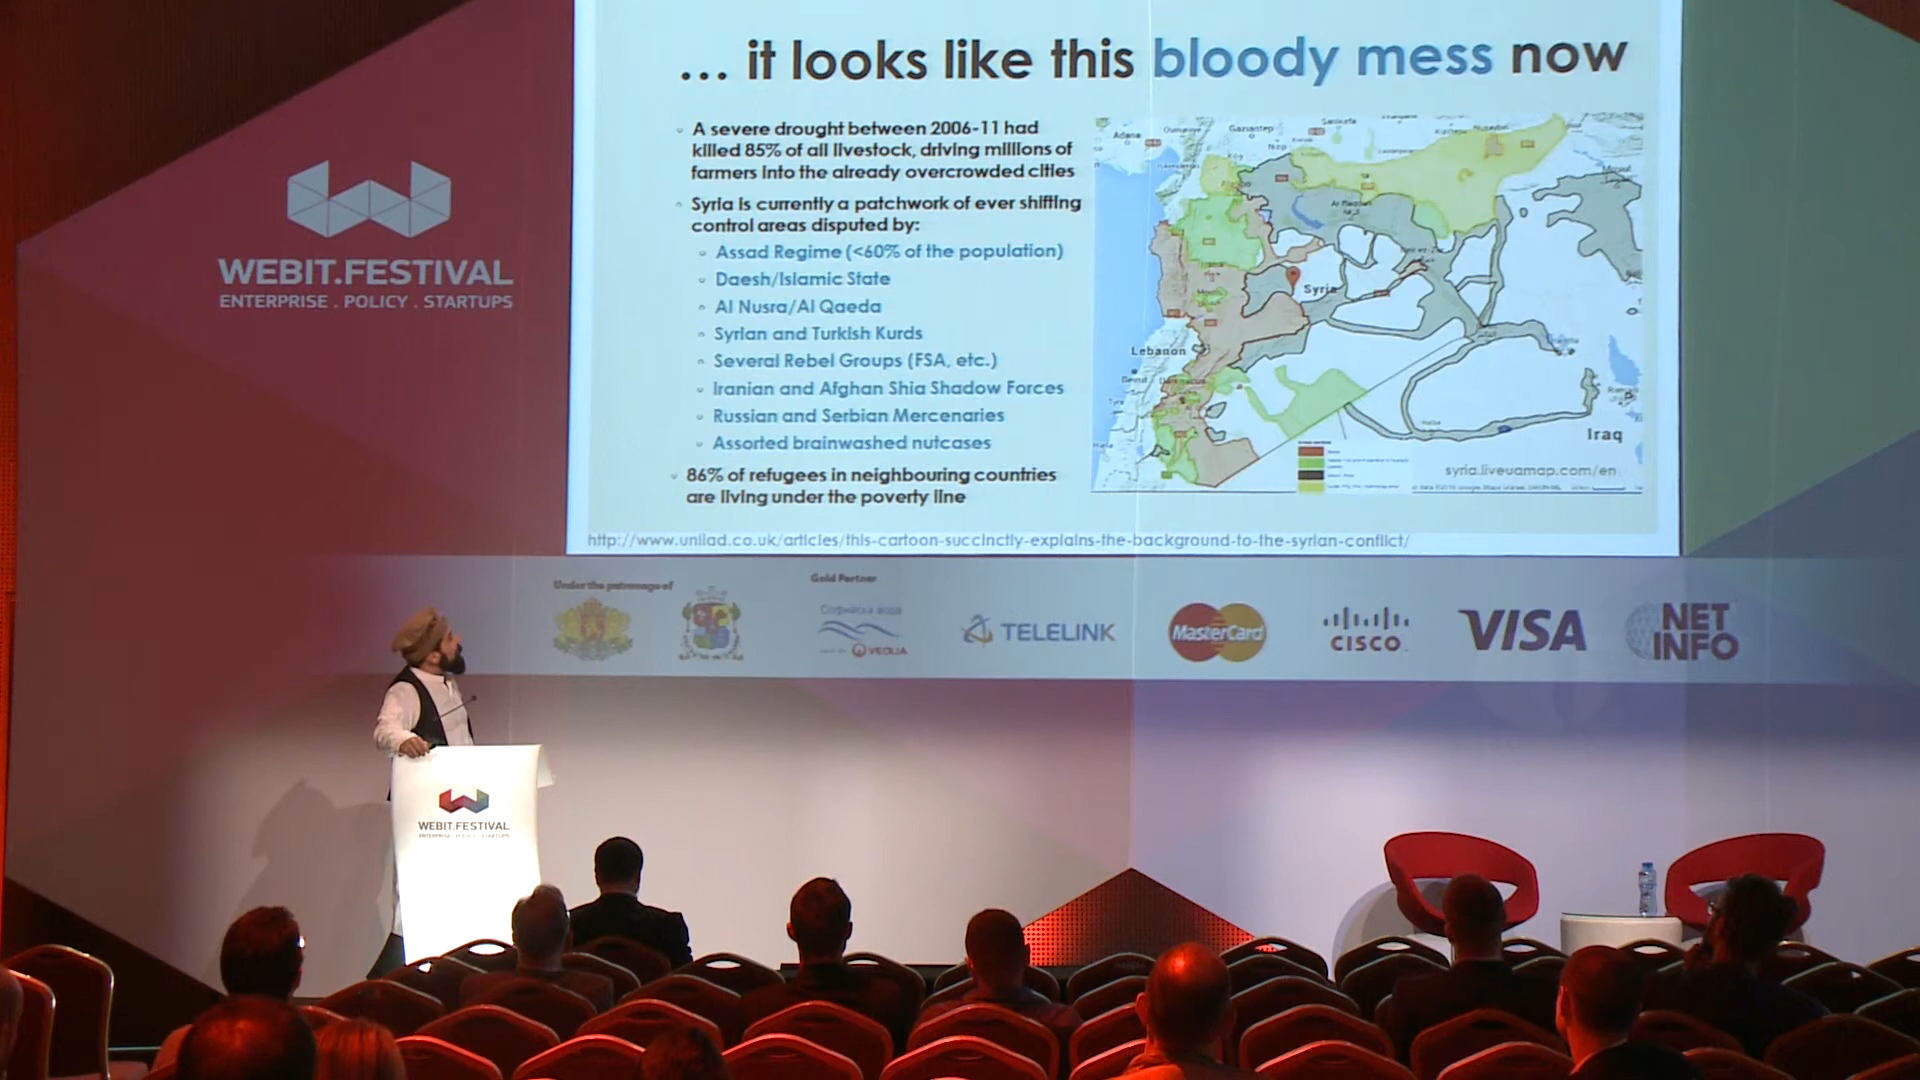 ... it looks like this bloody mess now
A severe drought between 2006-11 had
killed 85% of all livestock, driving millions of
farmers into the already overcrowded cities
Syria is currently a patchwork of ever shifting
control areas disputed by:
Assad Regime (<60% of the population)
Daesh/Islamic State
Al Nusra/Al Qaeda
Syrian and Turkish Kurds
Several Rebel Groups (FSA, etc.)
Iranian and Afghan Shia Shadow Forces
Russian and Serbian Mercenaries
Assorted brainwashed nutcases
86% of refugees in neighbouring countries
are living under the poverty line
Adana
Gaziantep
Syria
Lebanon
Damascus
Iraq
syria.liveuamap.com/en
http://www.unilad.co.uk/articles/this-cartoon-succinctly-explains-the-background-to-the-syrian-conflict/
WEBIT.FESTIVAL
ENTERPRISE . POLICY . STARTUPS
Under the patronage of
Gold Partner
Софийска вода
VEOLIA
TELELINK
MasterCard
CISCO
VISA
NET
INFO
WEBIT.FESTIVAL
ENTERPRISE . POLICY . STARTUPS